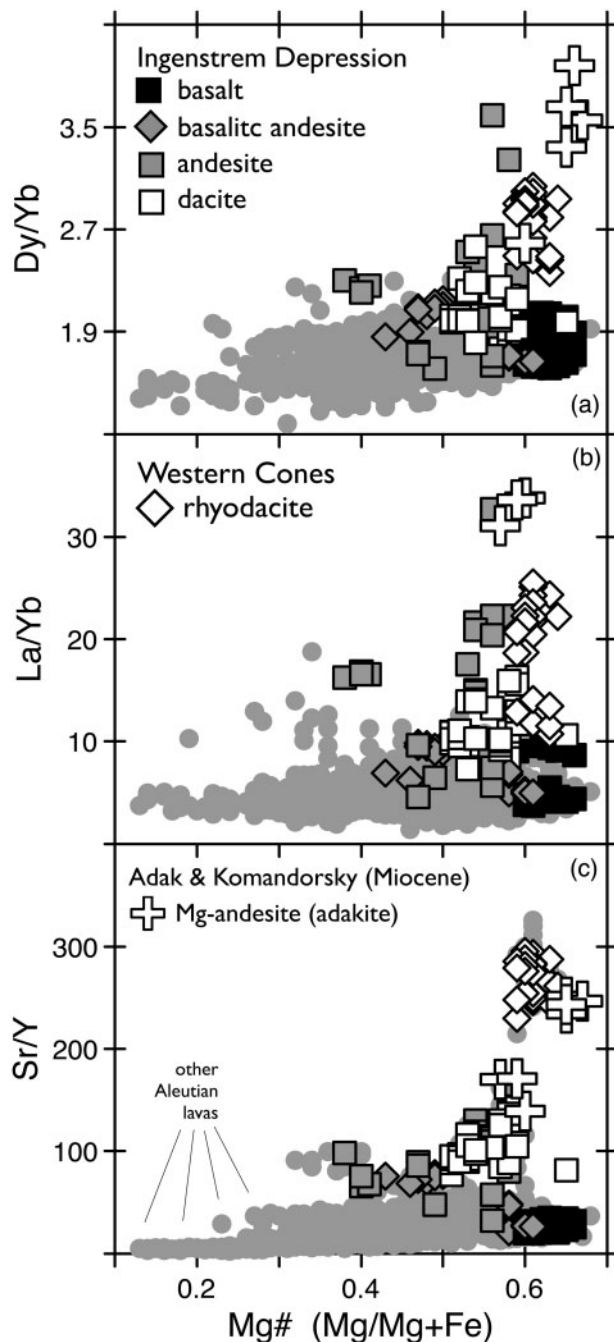 Ingenstrem Depression
basalt
basalitc andesite
andesite
dacite
3.5
2.7
1.9
Dy/Yb
(a)
(b)
Western Cones
rhyodacite
30
20
10
La/Yb
(c)
Adak & Komandorsky (Miocene)
Mg-andesite (adakite)
300
200
100
Sr/Y
other
Aleutian
lavas
0.2
0.4
0.6
Mg# (Mg/Mg+Fe)